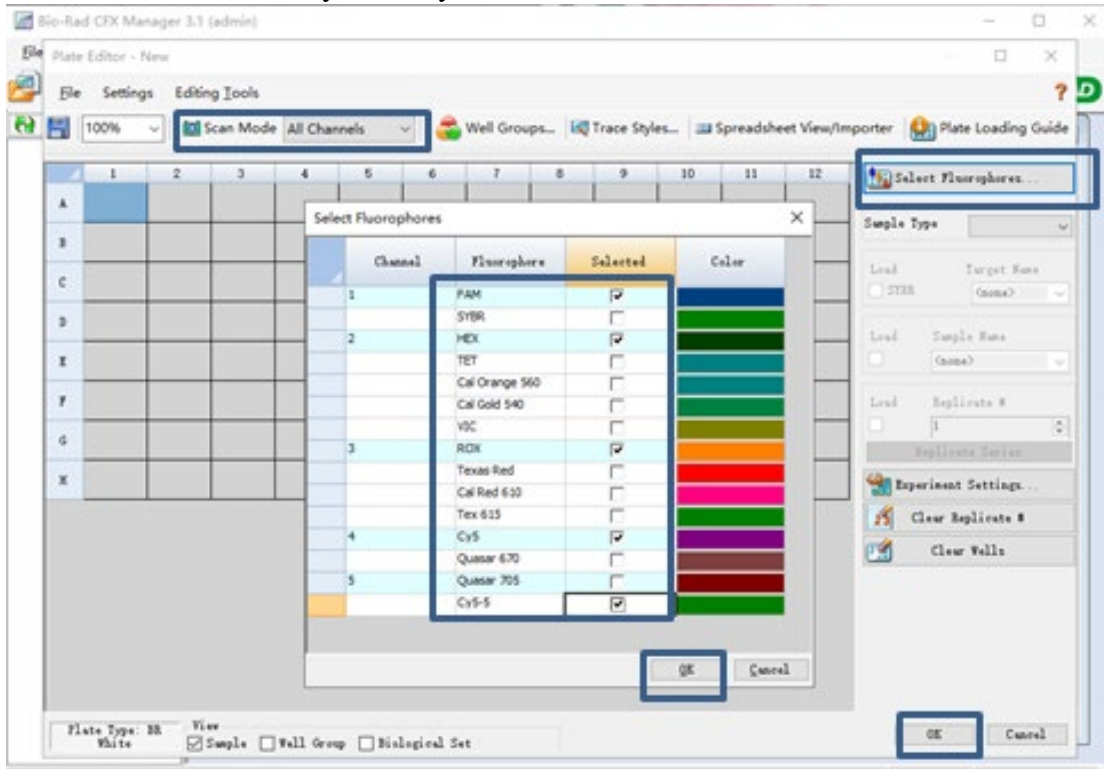 Bio-Rad CFX Manager 3.1 (admin)
File
Plate Editor - New
File Settings Editing Tools
?
100% Scan Mode All Channels Well Groups... Trace Styles... Spreadsheet View/Importer Plate Loading Guide
1 2 3 4 5 6 7 8 9 10 11 12
A
B
C
D
E
F
G
H
Select Fluorophores...
Sample Type
Load Target Name
SYBR (none)
Load Sample Name
(none)
Load Replicate #
1
Replicate Series
Experiment Settings...
Clear Replicate #
Clear Wells
Select Fluorophores
Channel Fluorophore Selected Color
1 FAM
SYBR
2 HEX
TET
Cal Orange 560
Cal Gold 540
VIC
3 ROX
Texas Red
Cal Red 610
Tex 615
4 Cy5
Quasar 670
5 Quasar 705
Cy5-5
OK Cancel
Plate Type: BR
White
View
Sample Well Group Biological Set
OK Cancel